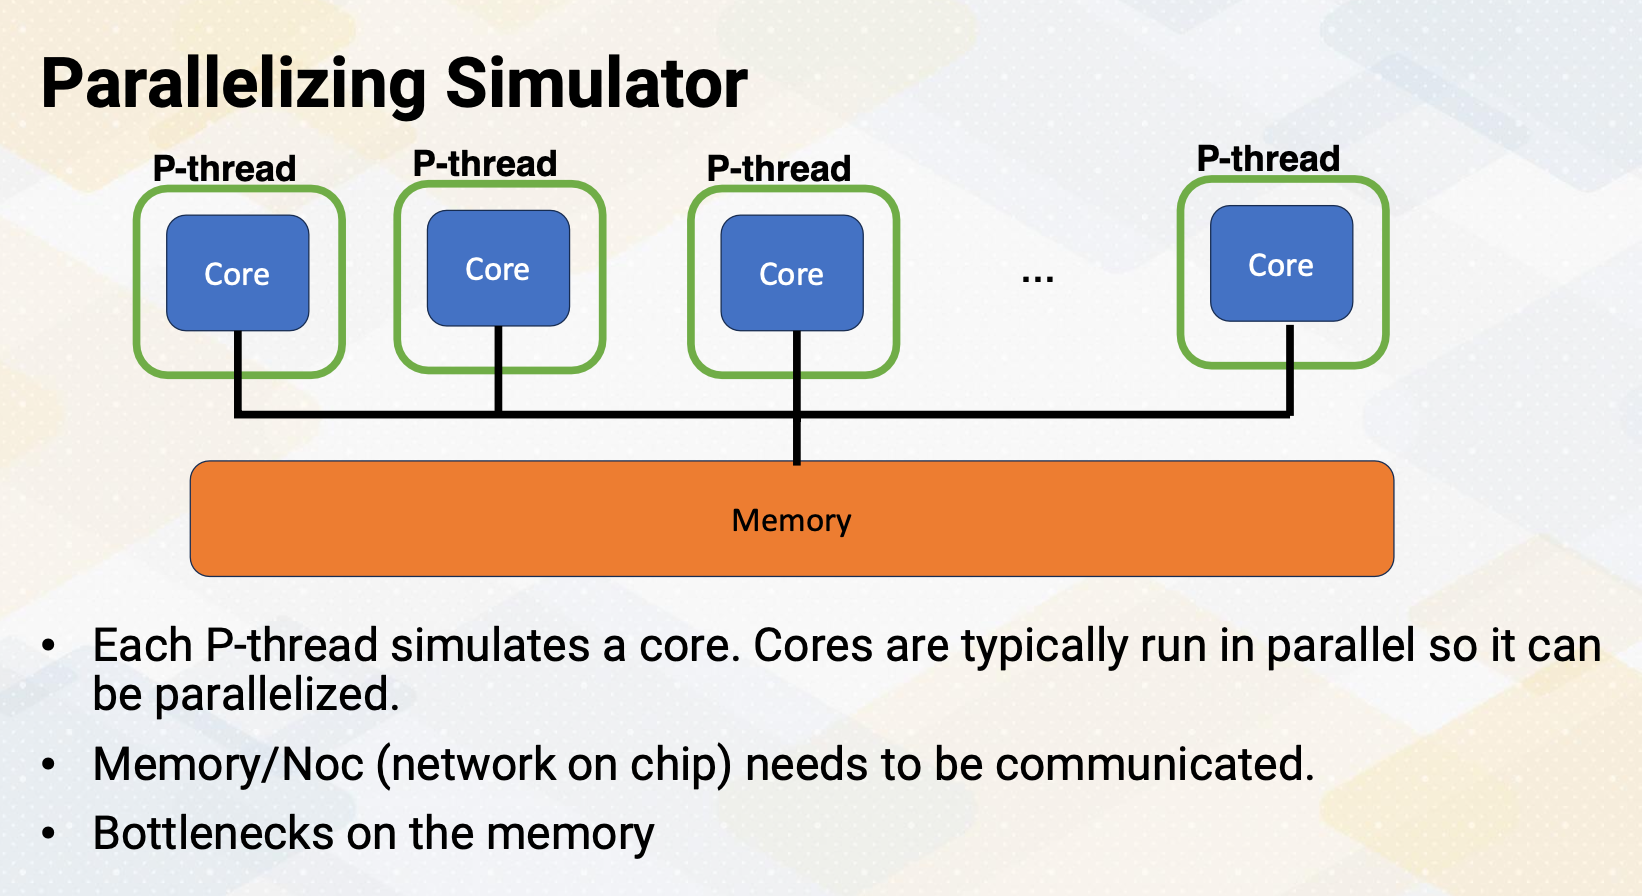 Parallelizing Simulator
P-thread
P-thread
P-thread
P-thread
Core
Core
Core
...
Core
Memory
• Each P-thread simulates a core. Cores are typically run in parallel so it can
be parallelized.
• Memory/Noc (network on chip) needs to be communicated.
• Bottlenecks on the memory